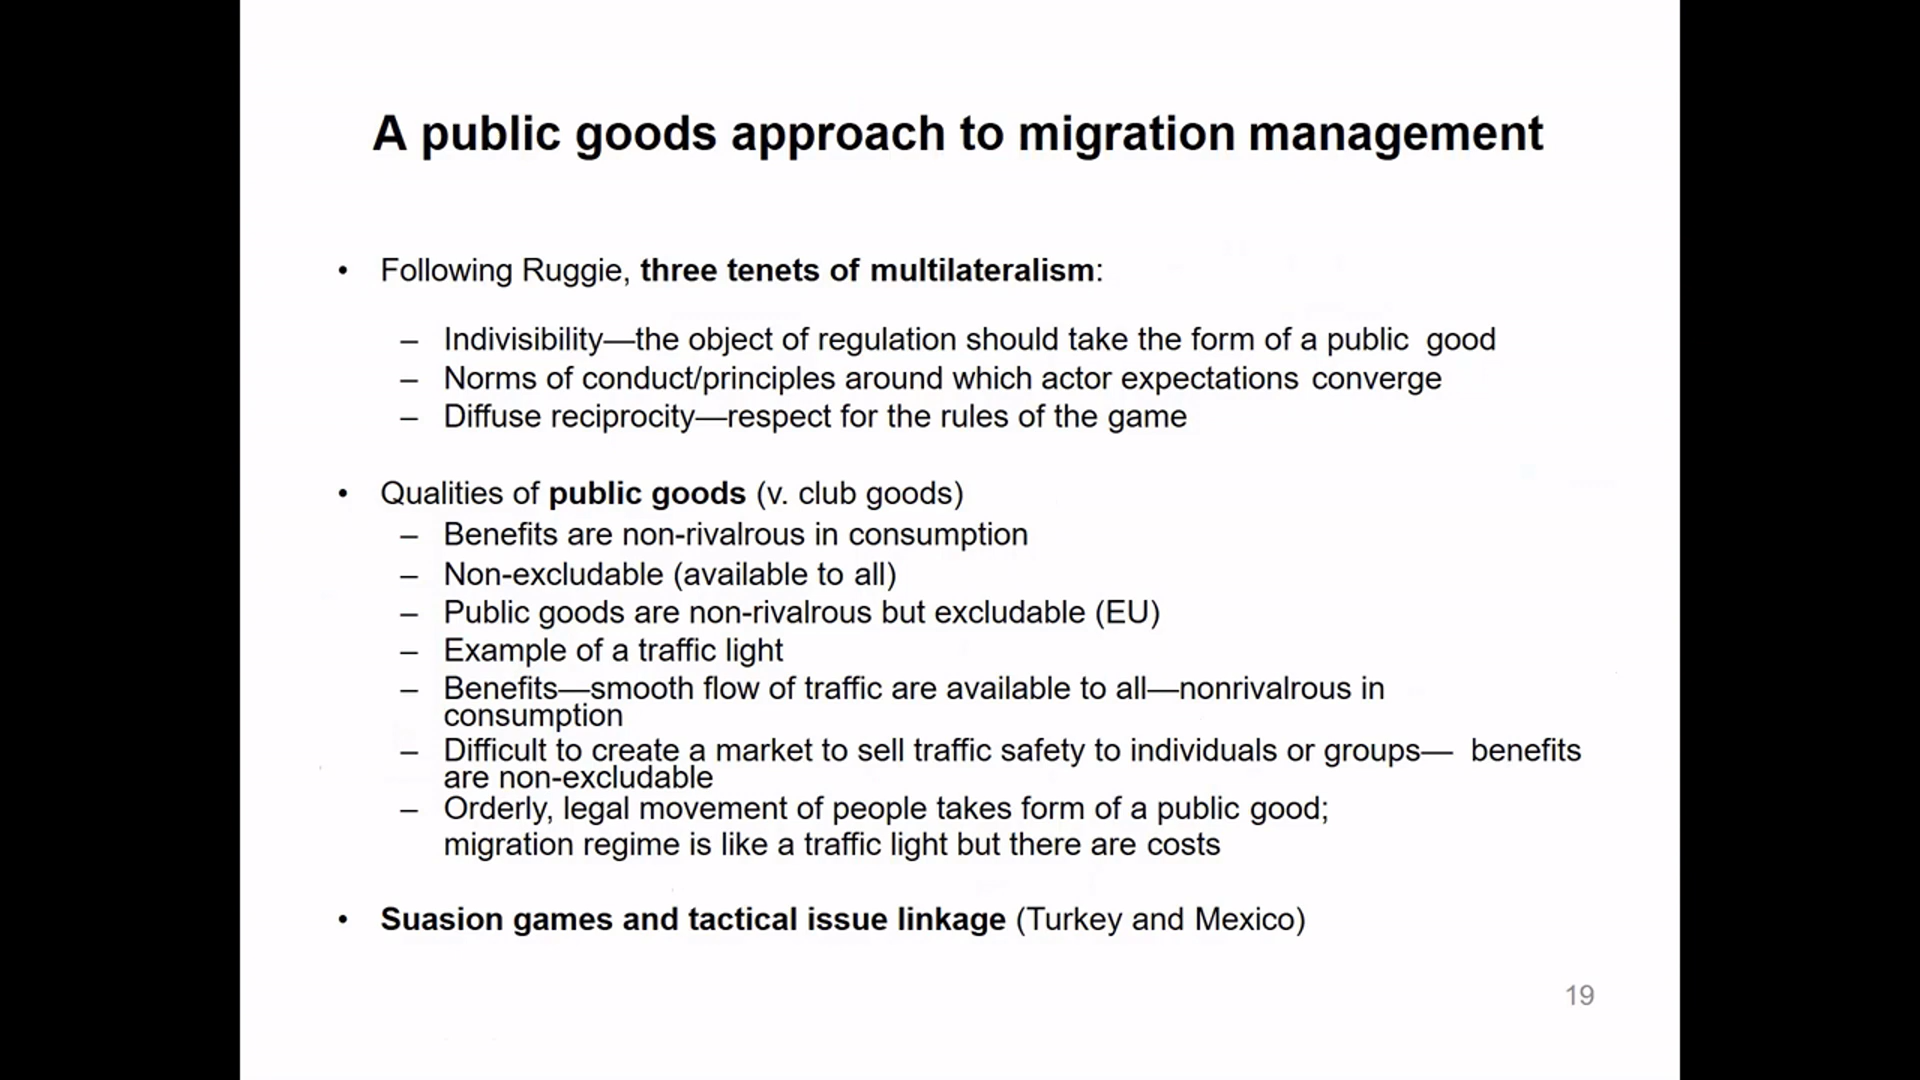 A public goods approach to migration management
• Following Ruggie, three tenets of multilateralism:
– Indivisibility—the object of regulation should take the form of a public good
– Norms of conduct/principles around which actor expectations converge
– Diffuse reciprocity—respect for the rules of the game
• Qualities of public goods (v. club goods)
– Benefits are non-rivalrous in consumption
– Non-excludable (available to all)
– Public goods are non-rivalrous but excludable (EU)
– Example of a traffic light
– Benefits—smooth flow of traffic are available to all—nonrivalrous in
consumption
– Difficult to create a market to sell traffic safety to individuals or groups— benefits
are non-excludable
– Orderly, legal movement of people takes form of a public good;
migration regime is like a traffic light but there are costs
• Suasion games and tactical issue linkage (Turkey and Mexico)
19